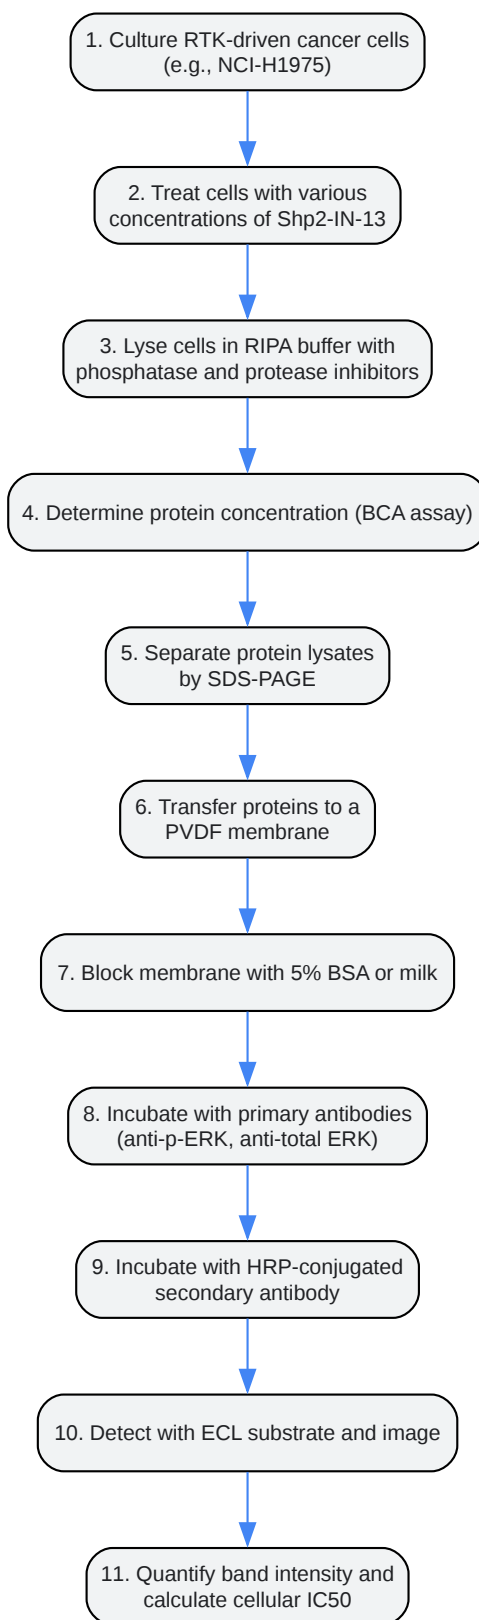 1. Culture RTK-driven cancer cells
(e.g., NCI-H1975)
2. Treat cells with various
concentrations of Shp2-IN-13
3. Lyse cells in RIPA buffer with
phosphatase and protease inhibitors
4. Determine protein concentration (BCA assay)
5. Separate protein lysates
by SDS-PAGE
6. Transfer proteins to a
PVDF membrane
7. Block membrane with 5% BSA or milk
8. Incubate with primary antibodies
(anti-p-ERK, anti-total ERK)
9. Incubate with HRP-conjugated
secondary antibody
10. Detect with ECL substrate and image
11. Quantify band intensity and
calculate cellular IC50